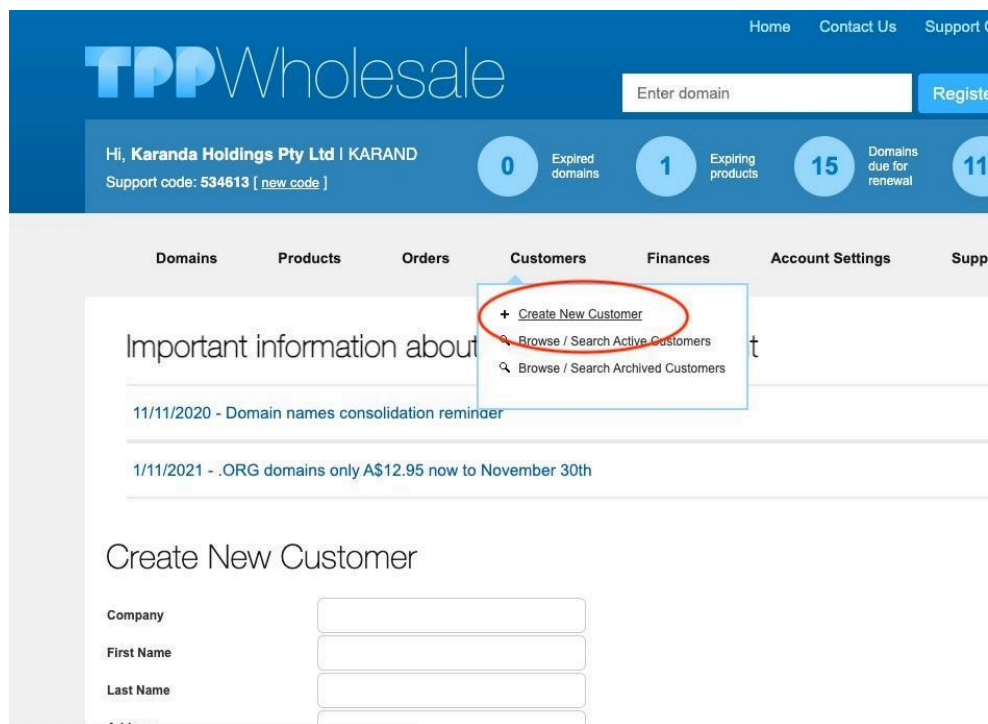 Home Contact Us Support
TPPWholesale
Enter domain
Hi, Karanda Holdings Pty Ltd | KARAND
Support code: 534613 [ new code ]
0 Expired domains
1 Expiring products
15 Domains due for renewal
11
Domains Products Orders Customers Finances Account Settings
+ Create New Customer
Browse / Search Active Customers
Browse / Search Archived Customers
Important information about
11/11/2020 - Domain names consolidation reminder
1/11/2021 - .ORG domains only A$12.95 now to November 30th
Create New Customer
Company
First Name
Last Name